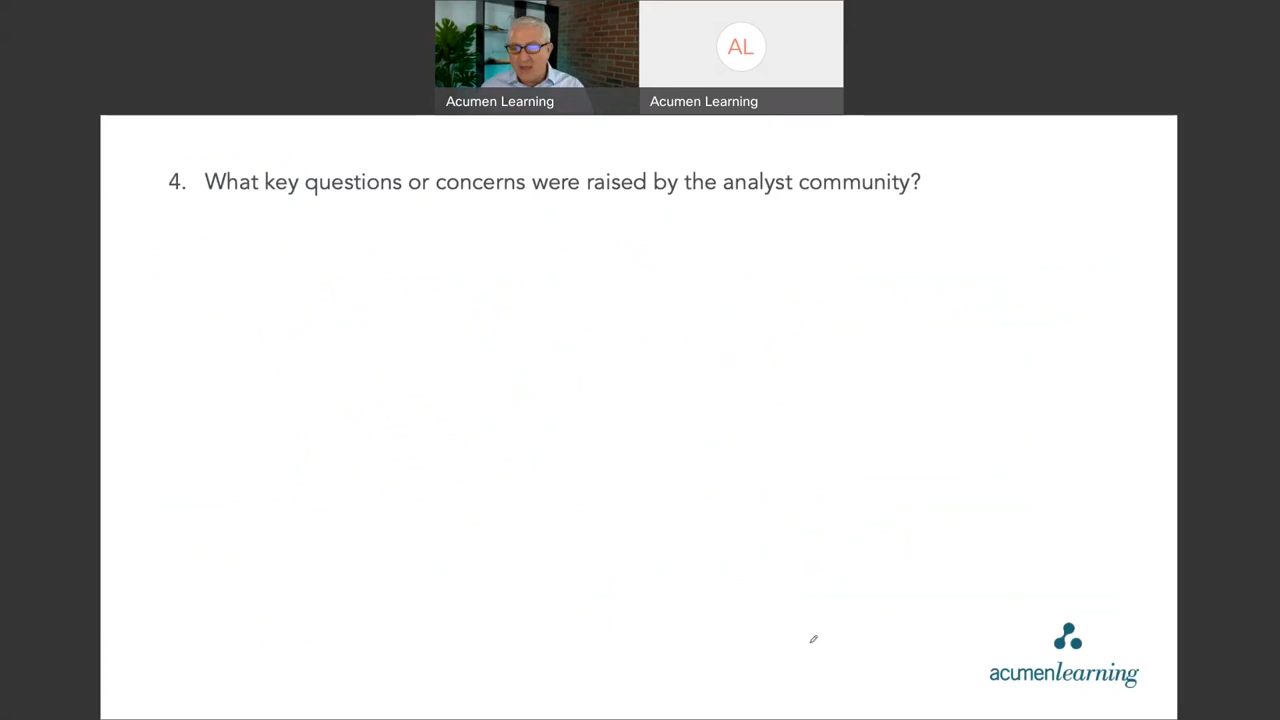 AL
Acumen Learning
Acumen Learning
4. What key questions or concerns were raised by the analyst community?
acumenlearning